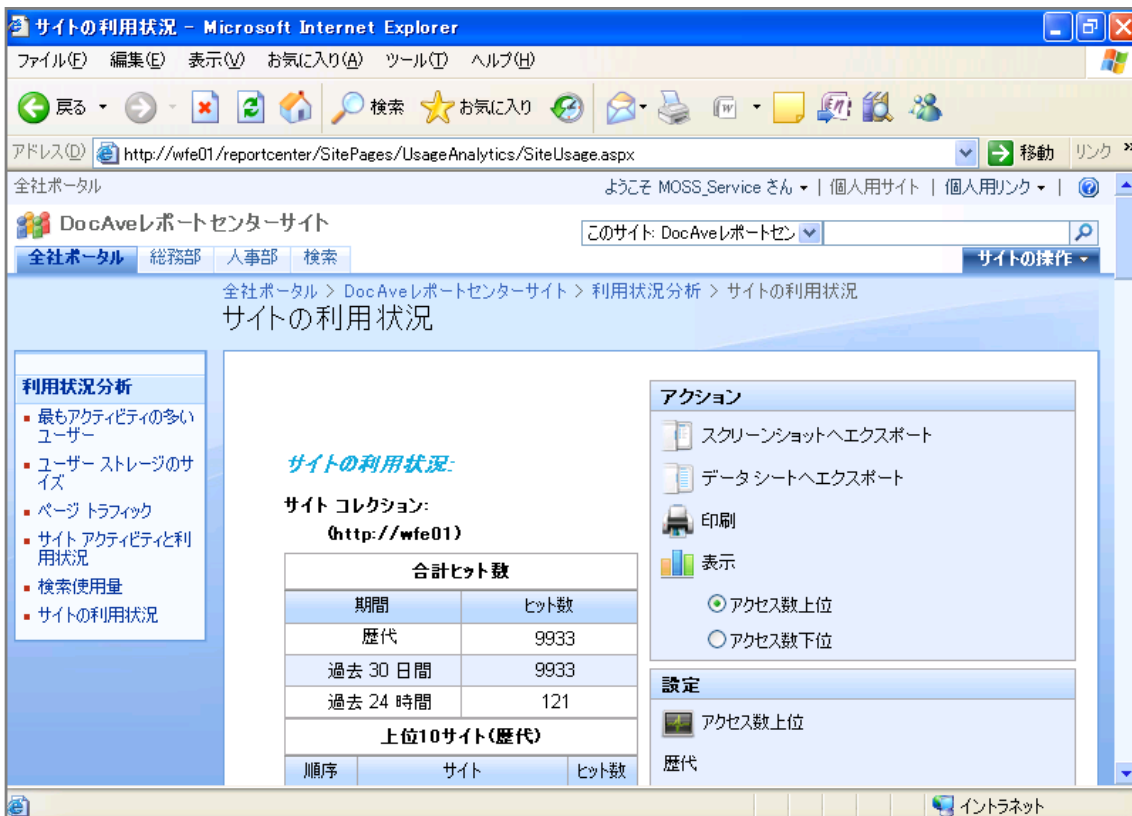 サイトの利用状況 - Microsoft Internet Explorer
ファイル(F) 編集(E) 表示(V) お気に入り(A) ツール(T) ヘルプ(H)
戻る 検索 お気に入り
アドレス(D) http://wfe01/reportcenter/SitePages/UsageAnalytics/SiteUsage.aspx 移動 リンク »
全社ポータル ようこそ MOSS_Service さん | 個人用サイト | 個人用リンク |
DocAveレポートセンターサイト このサイト: DocAveレポートセン
全社ポータル 総務部 人事部 検索 サイトの操作
全社ポータル > DocAveレポートセンターサイト > 利用状況分析 > サイトの利用状況
サイトの利用状況
利用状況分析
最もアクティビティの多い
ユーザー
ユーザー ストレージのサ
イズ
ページ トラフィック
サイト アクティビティと利
用状況
検索使用量
サイトの利用状況
サイトの利用状況:
サイト コレクション:
(http://wfe01)
合計ヒット数
期間 ヒット数
歴代 9933
過去 30 日間 9933
過去 24 時間 121
上位10サイト(歴代)
順序 サイト ヒット数
アクション
スクリーンショットへエクスポート
データシートへエクスポート
印刷
表示
アクセス数上位
アクセス数下位
設定
アクセス数上位
歴代
イントラネット